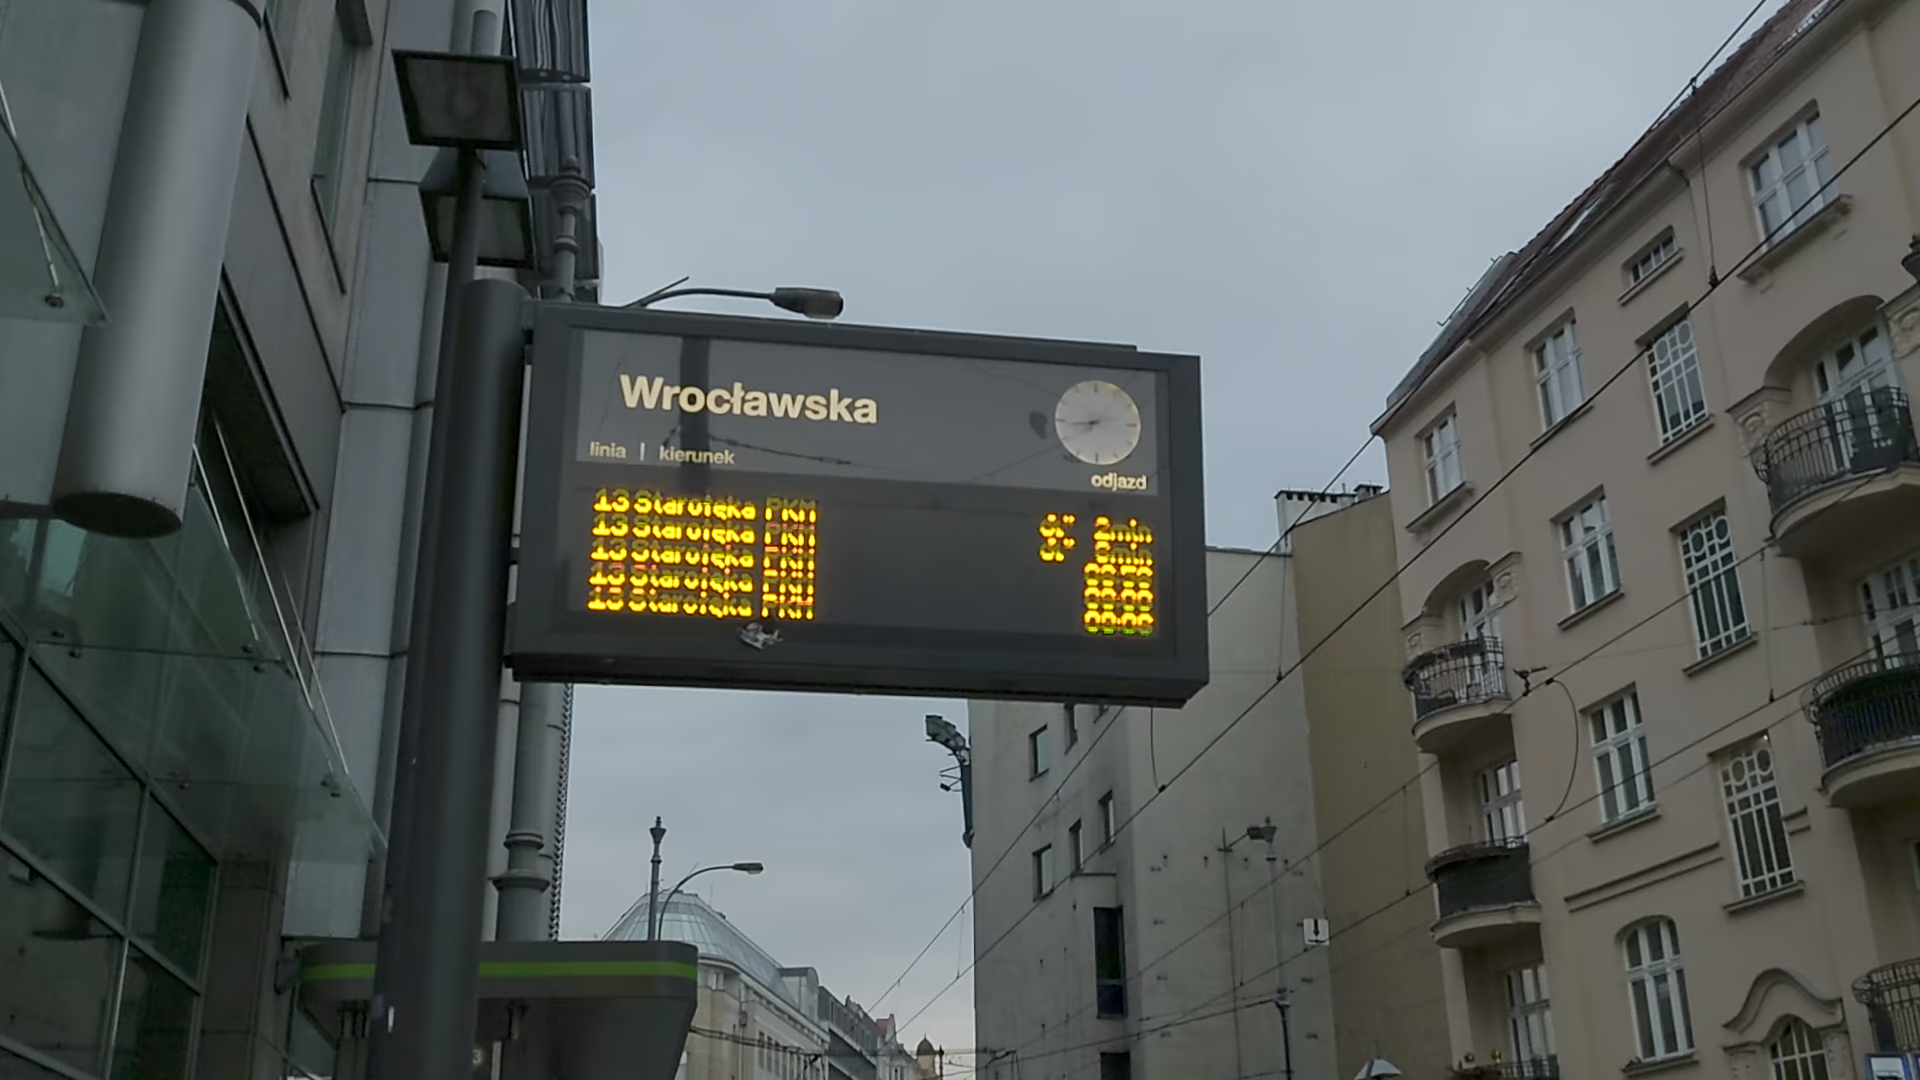 Wrocławska
linia | kierunek
odjazd
13 Starołęka PKM 2min
13 Starołęka PKM
13 Starołęka PKM
13 Starołęka PKM
13 Starołęka PKM